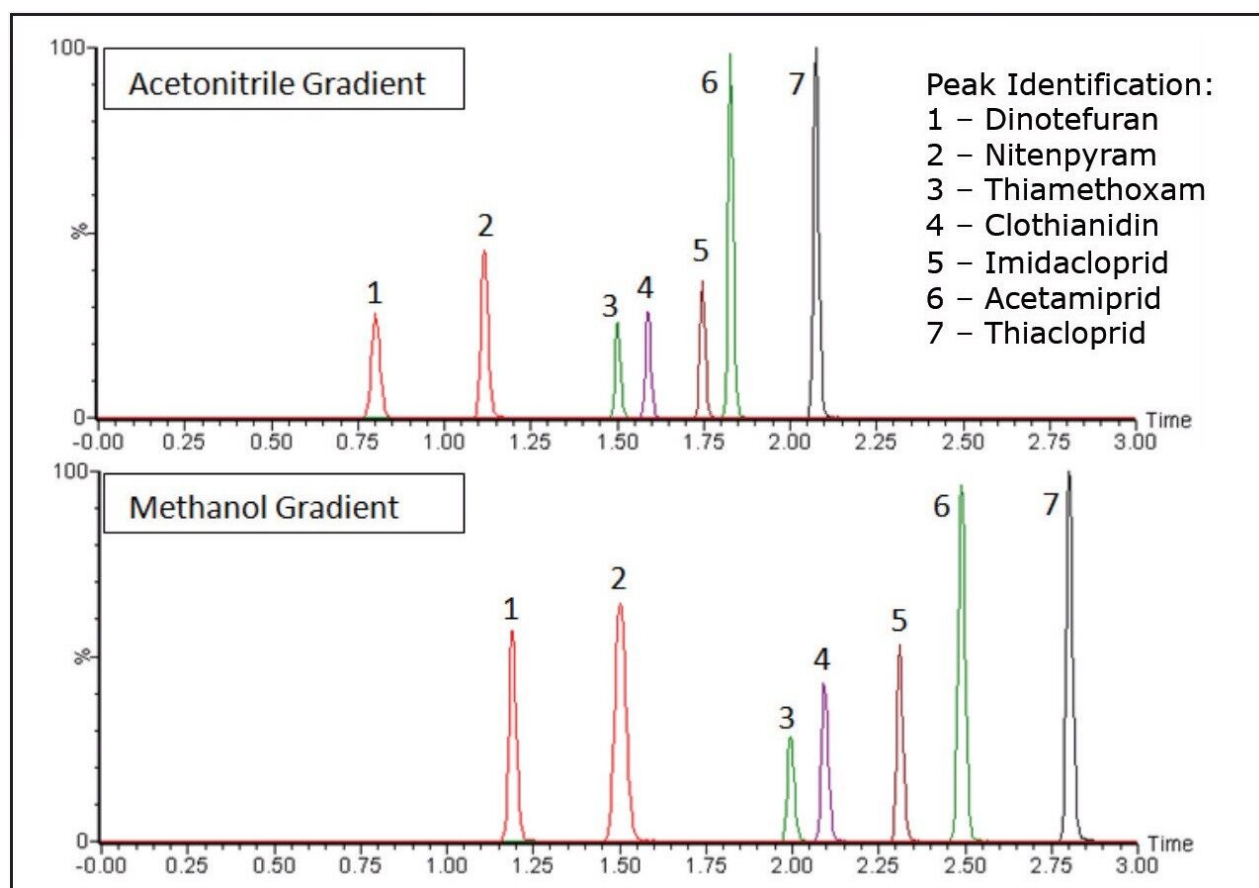 100
Acetonitrile Gradient
%
0
1
2
3
4
5
6
7
-0.00 0.25 0.50 0.75 1.00 1.25 1.50 1.75 2.00 2.25 2.50 2.75 3.00
Time
Peak Identification:
1 – Dinotefuran
2 – Nitenpyram
3 – Thiamethoxam
4 – Clothianidin
5 – Imidacloprid
6 – Acetamiprid
7 – Thiacloprid
100
Methanol Gradient
%
0
1
2
3
4
5
6
7
-0.00 0.25 0.50 0.75 1.00 1.25 1.50 1.75 2.00 2.25 2.50 2.75 3.00
Time